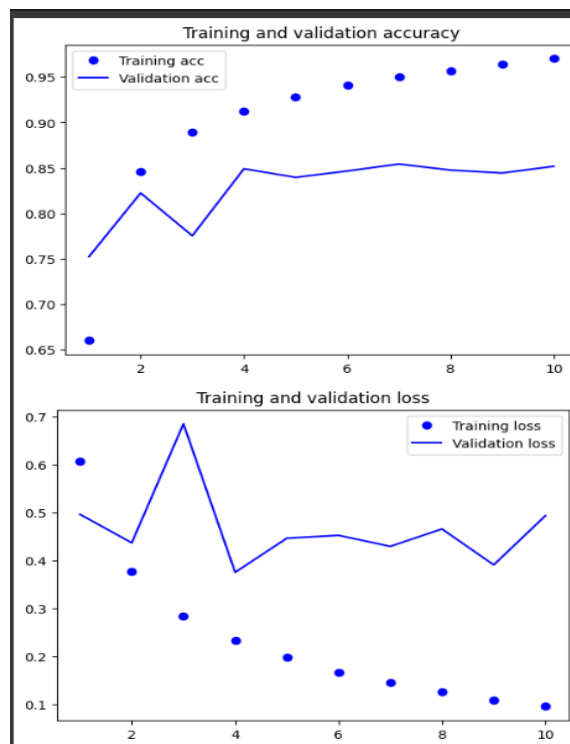 Training and validation accuracy
Training acc
Validation acc
0.95
0.90
0.85
0.80
0.75
0.70
0.65
2 4 6 8 10
Training and validation loss
Training loss
Validation loss
0.7
0.6
0.5
0.4
0.3
0.2
0.1
2 4 6 8 10